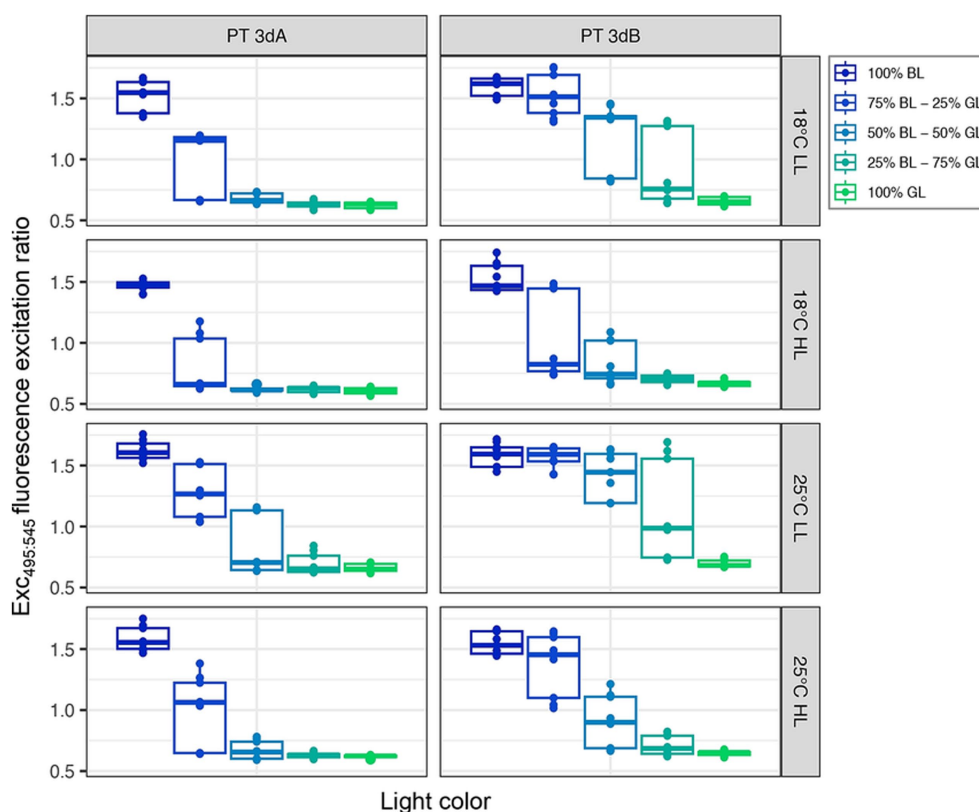 PT 3dA PT 3dB
1.5
1.0
0.5
18°C LL
1.5
1.0
0.5
18°C HL
1.5
1.0
0.5
25°C LL
1.5
1.0
0.5
25°C HL
Exc495:545 fluorescence excitation ratio
Light color
100% BL
75% BL – 25% GL
50% BL – 50% GL
25% BL – 75% GL
100% GL